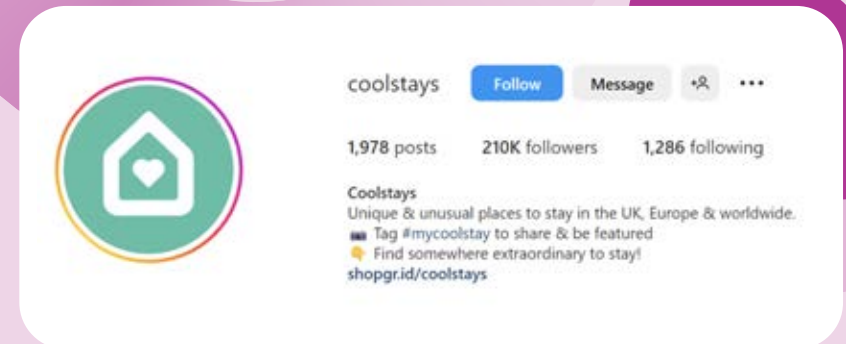 coolstays Follow Message
1,978 posts 210K followers 1,286 following
Coolstays
Unique & unusual places to stay in the UK, Europe & worldwide.
📷 Tag #mycoolstay to share & be featured
👇 Find somewhere extraordinary to stay!
shopgr.id/coolstays